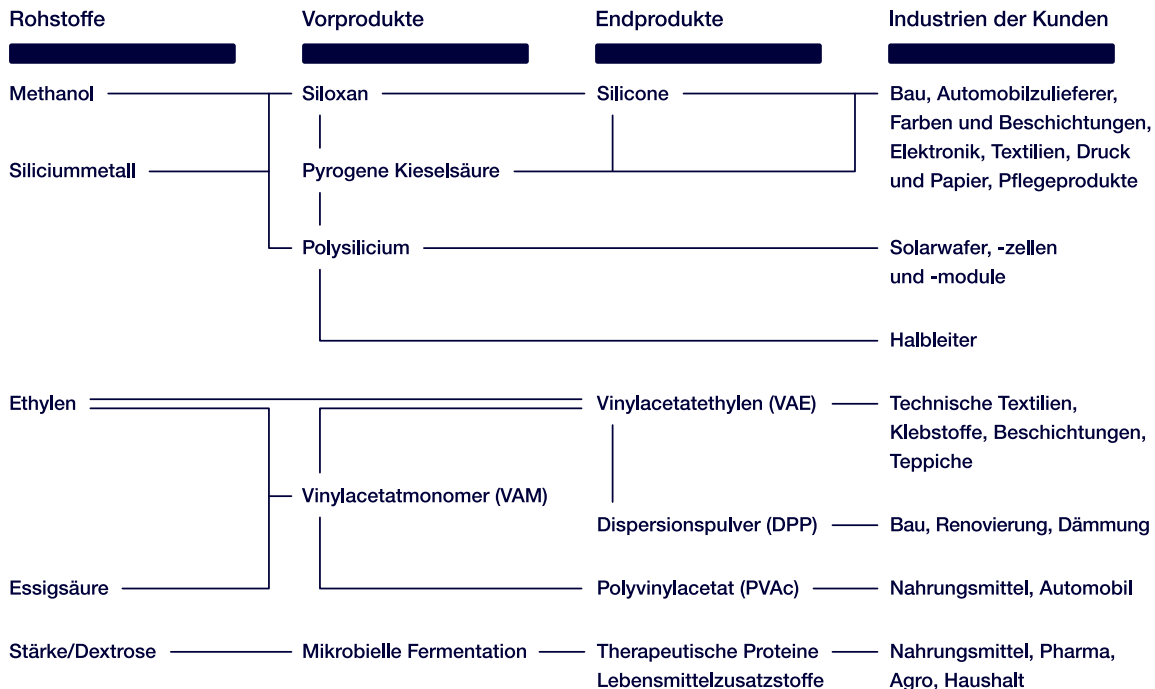 Rohstoffe
Vorprodukte
Endprodukte
Industrien der Kunden
Methanol
Siloxan
Silicone
Bau, Automobilzulieferer,
Farben und Beschichtungen,
Elektronik, Textilien, Druck
und Papier, Pflegeprodukte
Siliciummetall
Pyrogene Kieselsäure
Polysilicium
Solarwafer, -zellen
und -module
Halbleiter
Ethylen
Vinylacetatethylen (VAE)
Technische Textilien,
Klebstoffe, Beschichtungen,
Teppiche
Vinylacetatmonomer (VAM)
Dispersionspulver (DPP)
Bau, Renovierung, Dämmung
Essigsäure
Polyvinylacetat (PVAc)
Nahrungsmittel, Automobil
Stärke/Dextrose
Mikrobielle Fermentation
Therapeutische Proteine
Lebensmittelzusatzstoffe
Nahrungsmittel, Pharma,
Agro, Haushalt